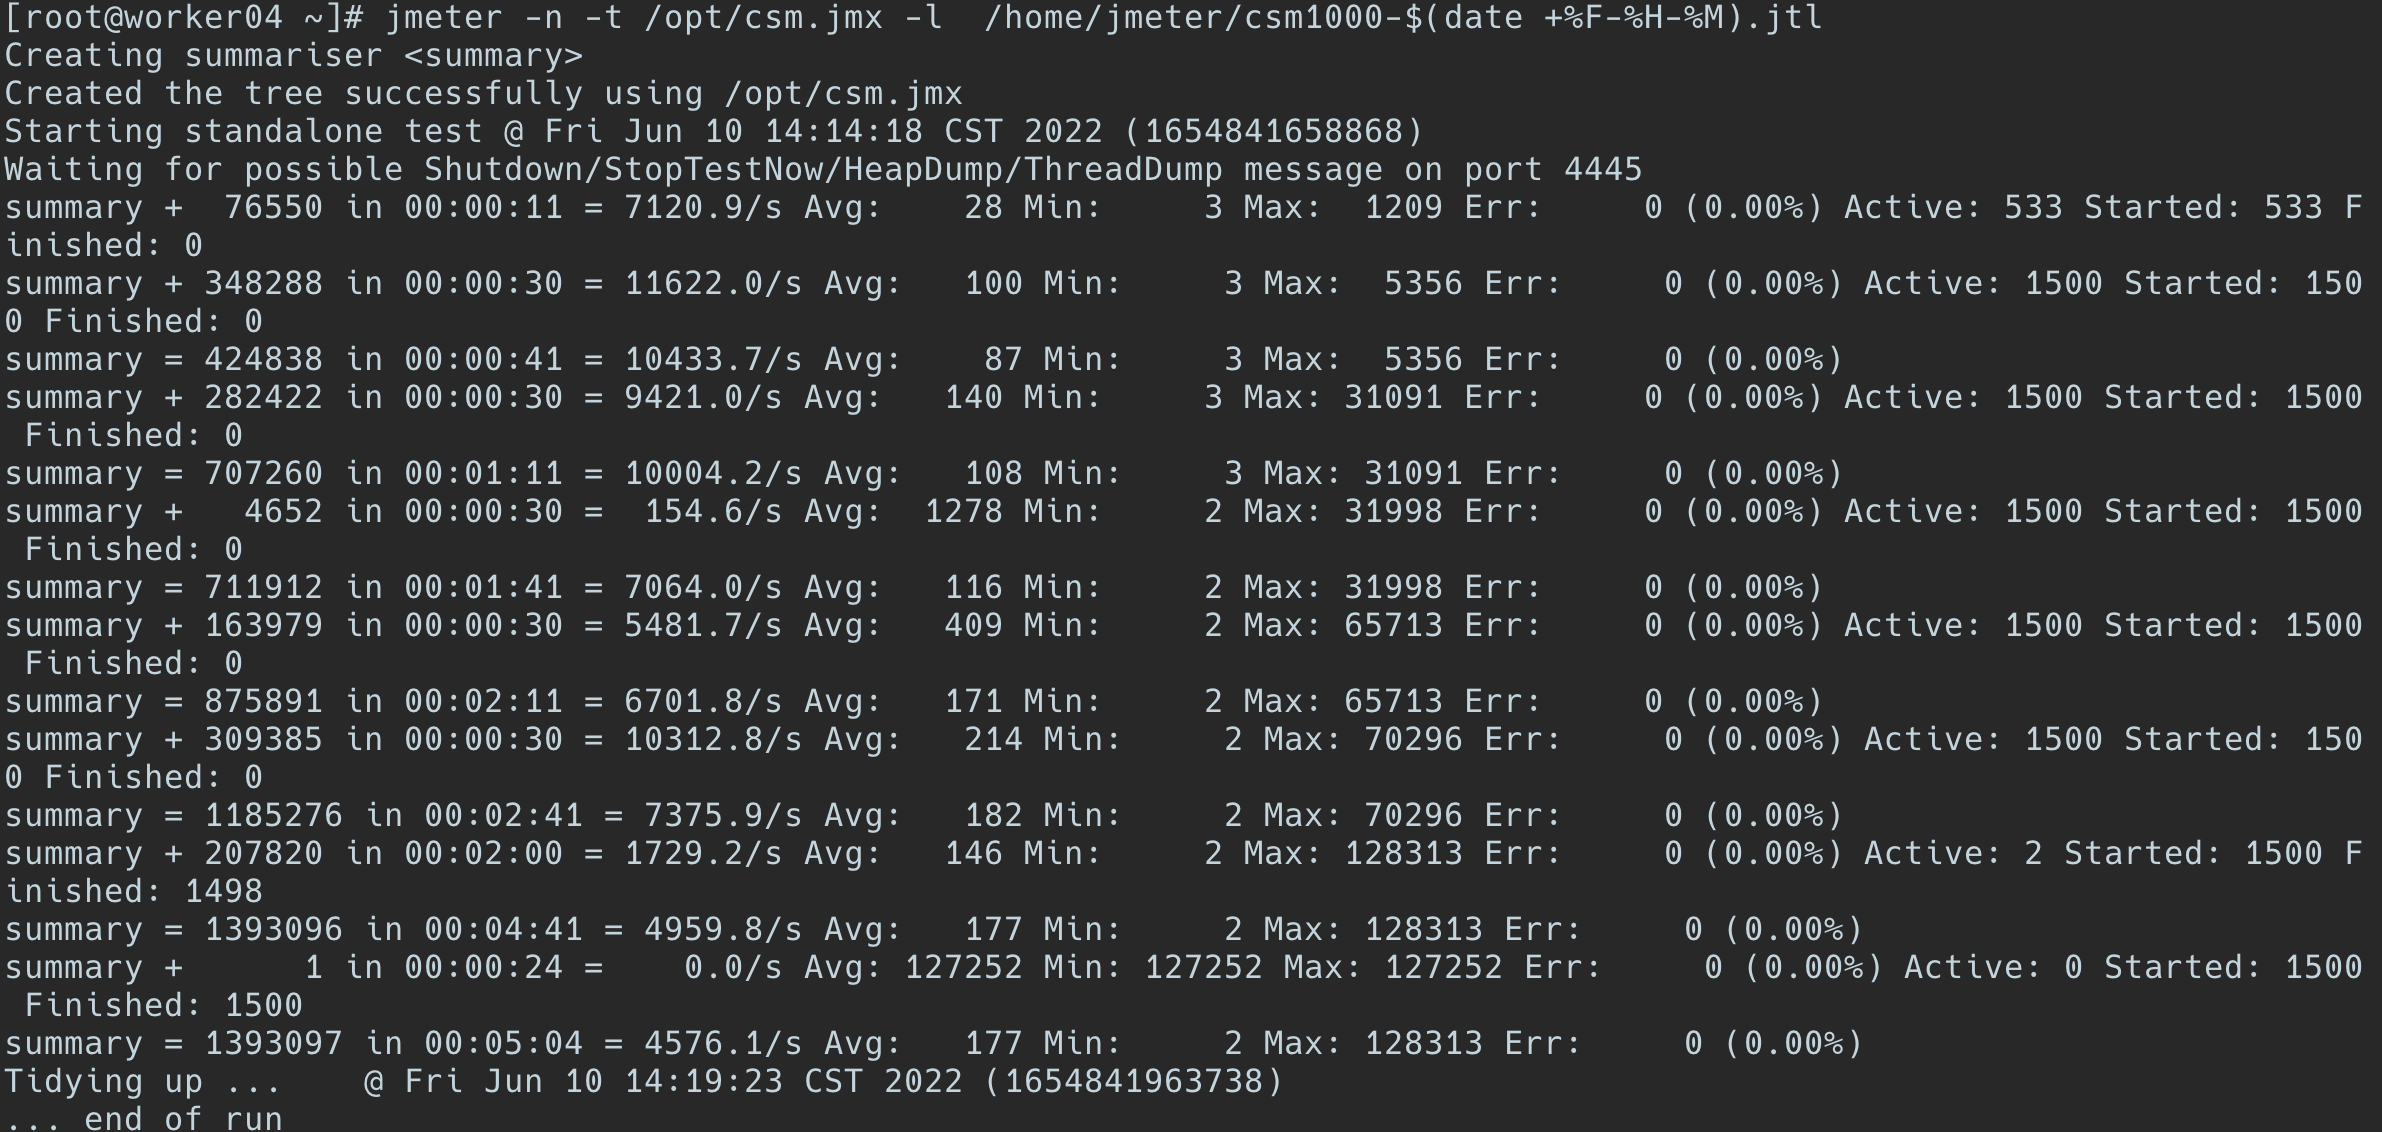 [root@worker04 ~]# jmeter -n -t /opt/csm.jmx -l  /home/jmeter/csm1000-$(date +%F-%H-%M).jtl
Creating summariser <summary>
Created the tree successfully using /opt/csm.jmx
Starting standalone test @ Fri Jun 10 14:14:18 CST 2022 (1654841658868)
Waiting for possible Shutdown/StopTestNow/HeapDump/ThreadDump message on port 4445
summary +  76550 in 00:00:11 = 7120.9/s Avg:    28 Min:     3 Max:  1209 Err:     0 (0.00%) Active: 533 Started: 533 F
inished: 0
summary + 348288 in 00:00:30 = 11622.0/s Avg:   100 Min:     3 Max:  5356 Err:     0 (0.00%) Active: 1500 Started: 150
0 Finished: 0
summary = 424838 in 00:00:41 = 10433.7/s Avg:    87 Min:     3 Max:  5356 Err:     0 (0.00%)
summary + 282422 in 00:00:30 = 9421.0/s Avg:   140 Min:     3 Max: 31091 Err:     0 (0.00%) Active: 1500 Started: 1500
 Finished: 0
summary = 707260 in 00:01:11 = 10004.2/s Avg:   108 Min:     3 Max: 31091 Err:     0 (0.00%)
summary +   4652 in 00:00:30 =  154.6/s Avg:  1278 Min:     2 Max: 31998 Err:     0 (0.00%) Active: 1500 Started: 1500
 Finished: 0
summary = 711912 in 00:01:41 = 7064.0/s Avg:   116 Min:     2 Max: 31998 Err:     0 (0.00%)
summary + 163979 in 00:00:30 = 5481.7/s Avg:   409 Min:     2 Max: 65713 Err:     0 (0.00%) Active: 1500 Started: 1500
 Finished: 0
summary = 875891 in 00:02:11 = 6701.8/s Avg:   171 Min:     2 Max: 65713 Err:     0 (0.00%)
summary + 309385 in 00:00:30 = 10312.8/s Avg:   214 Min:     2 Max: 70296 Err:     0 (0.00%) Active: 1500 Started: 150
0 Finished: 0
summary = 1185276 in 00:02:41 = 7375.9/s Avg:   182 Min:     2 Max: 70296 Err:     0 (0.00%)
summary + 207820 in 00:02:00 = 1729.2/s Avg:   146 Min:     2 Max: 128313 Err:     0 (0.00%) Active: 2 Started: 1500 F
inished: 1498
summary = 1393096 in 00:04:41 = 4959.8/s Avg:   177 Min:     2 Max: 128313 Err:     0 (0.00%)
summary +      1 in 00:00:24 =    0.0/s Avg: 127252 Min: 127252 Max: 127252 Err:     0 (0.00%) Active: 0 Started: 1500
 Finished: 1500
summary = 1393097 in 00:05:04 = 4576.1/s Avg:   177 Min:     2 Max: 128313 Err:     0 (0.00%)
Tidying up ...    @ Fri Jun 10 14:19:23 CST 2022 (1654841963738)
... end of run